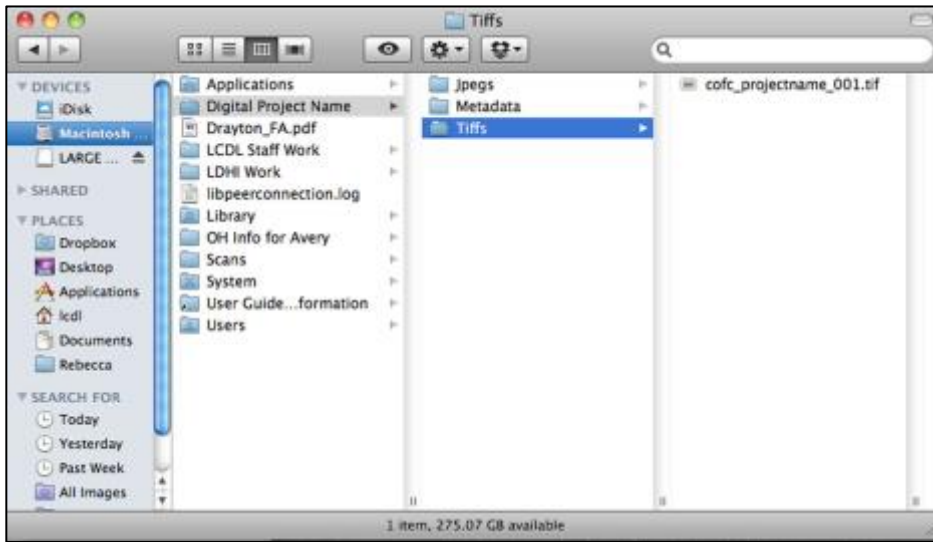 Tiffs
DEVICES
iDisk
Macintosh ...
LARGE ...
SHARED
PLACES
Dropbox
Desktop
Applications
lcdl
Documents
Rebecca
SEARCH FOR
Today
Yesterday
Past Week
All Images
Applications
Digital Project Name
Drayton_FA.pdf
LCDL Staff Work
LDHI Work
libpeerconnection.log
Library
OH Info for Avery
Scans
System
User Guide...formation
Users
Jpegs
Metadata
Tiffs
cofc_projectname_001.tif
1 item, 275.07 GB available